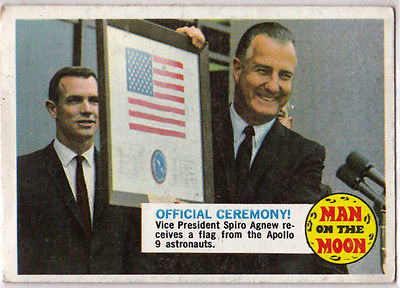 OFFICIAL CEREMONY!
Vice President Spiro Agnew re-
ceives a flag from the Apollo
9 astronauts.
MAN
ON THE
MOON